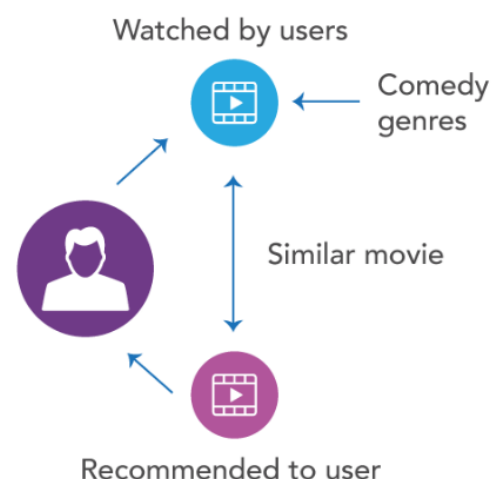 Watched by users
Comedy
genres
Similar movie
Recommended to user